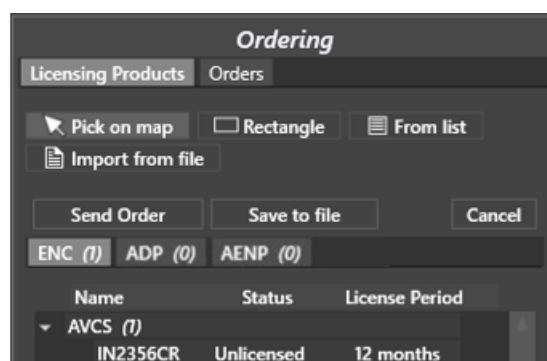 Ordering
Licensing Products Orders
Pick on map Rectangle From list
Import from file
Send Order Save to file Cancel
ENC (1) ADP (0) AENP (0)
Name Status License Period
AVCS (1)
IN2356CR Unlicensed 12 months